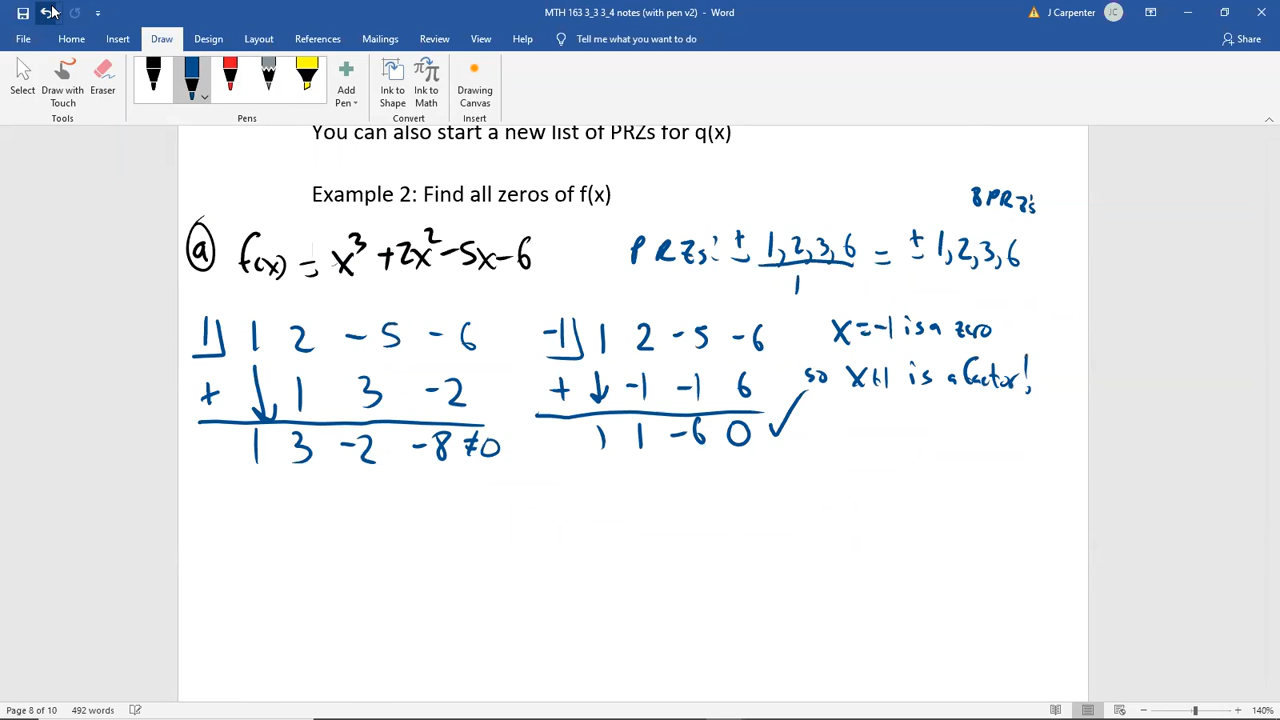 MTH 163 3_3 3_4 notes (with pen v2) - Word
J Carpenter JC
File Home Insert Draw Design Layout References Mailings Review View Help Tell me what you want to do Share
Select Draw with Touch Eraser Add Pen Ink to Shape Ink to Math Drawing Canvas
Tools Pens Convert Insert
You can also start a new list of PRZs for q(x)
Example 2: Find all zeros of f(x)
8 PRZ's
a f(x) = x³ + 2x² - 5x - 6
PRZs: ± 1, 2, 3, 6 / 1 = ± 1, 2, 3, 6
1 | 1 2 -5 -6
+ ↓ 1 3 -2
1 3 -2 -8 ≠ 0
-1 | 1 2 -5 -6
+ ↓ -1 -1 6
1 1 -6 0 ✓
x = -1 is a zero
so x+1 is a factor!
Page 8 of 10 492 words 140%